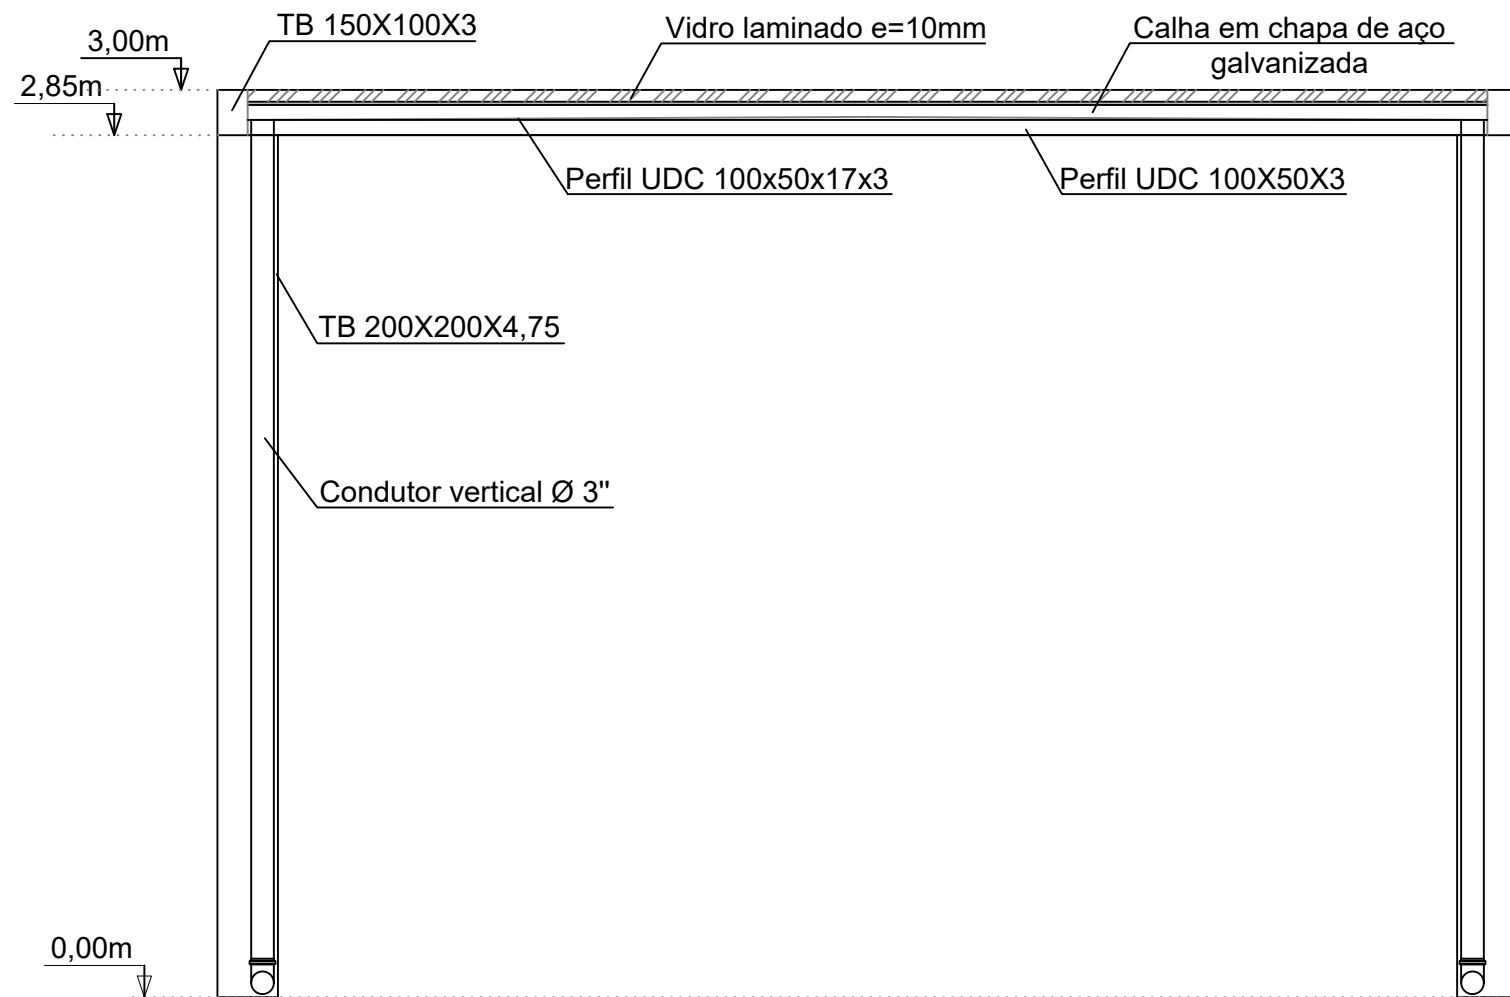 TB 150X100X3
Vidro laminado e=10mm
Calha em chapa de aço
galvanizada
3,00m
2,85m
Perfil UDC 100x50x17x3
Perfil UDC 100X50X3
TB 200X200X4,75
Condutor vertical Ø 3"
0,00m